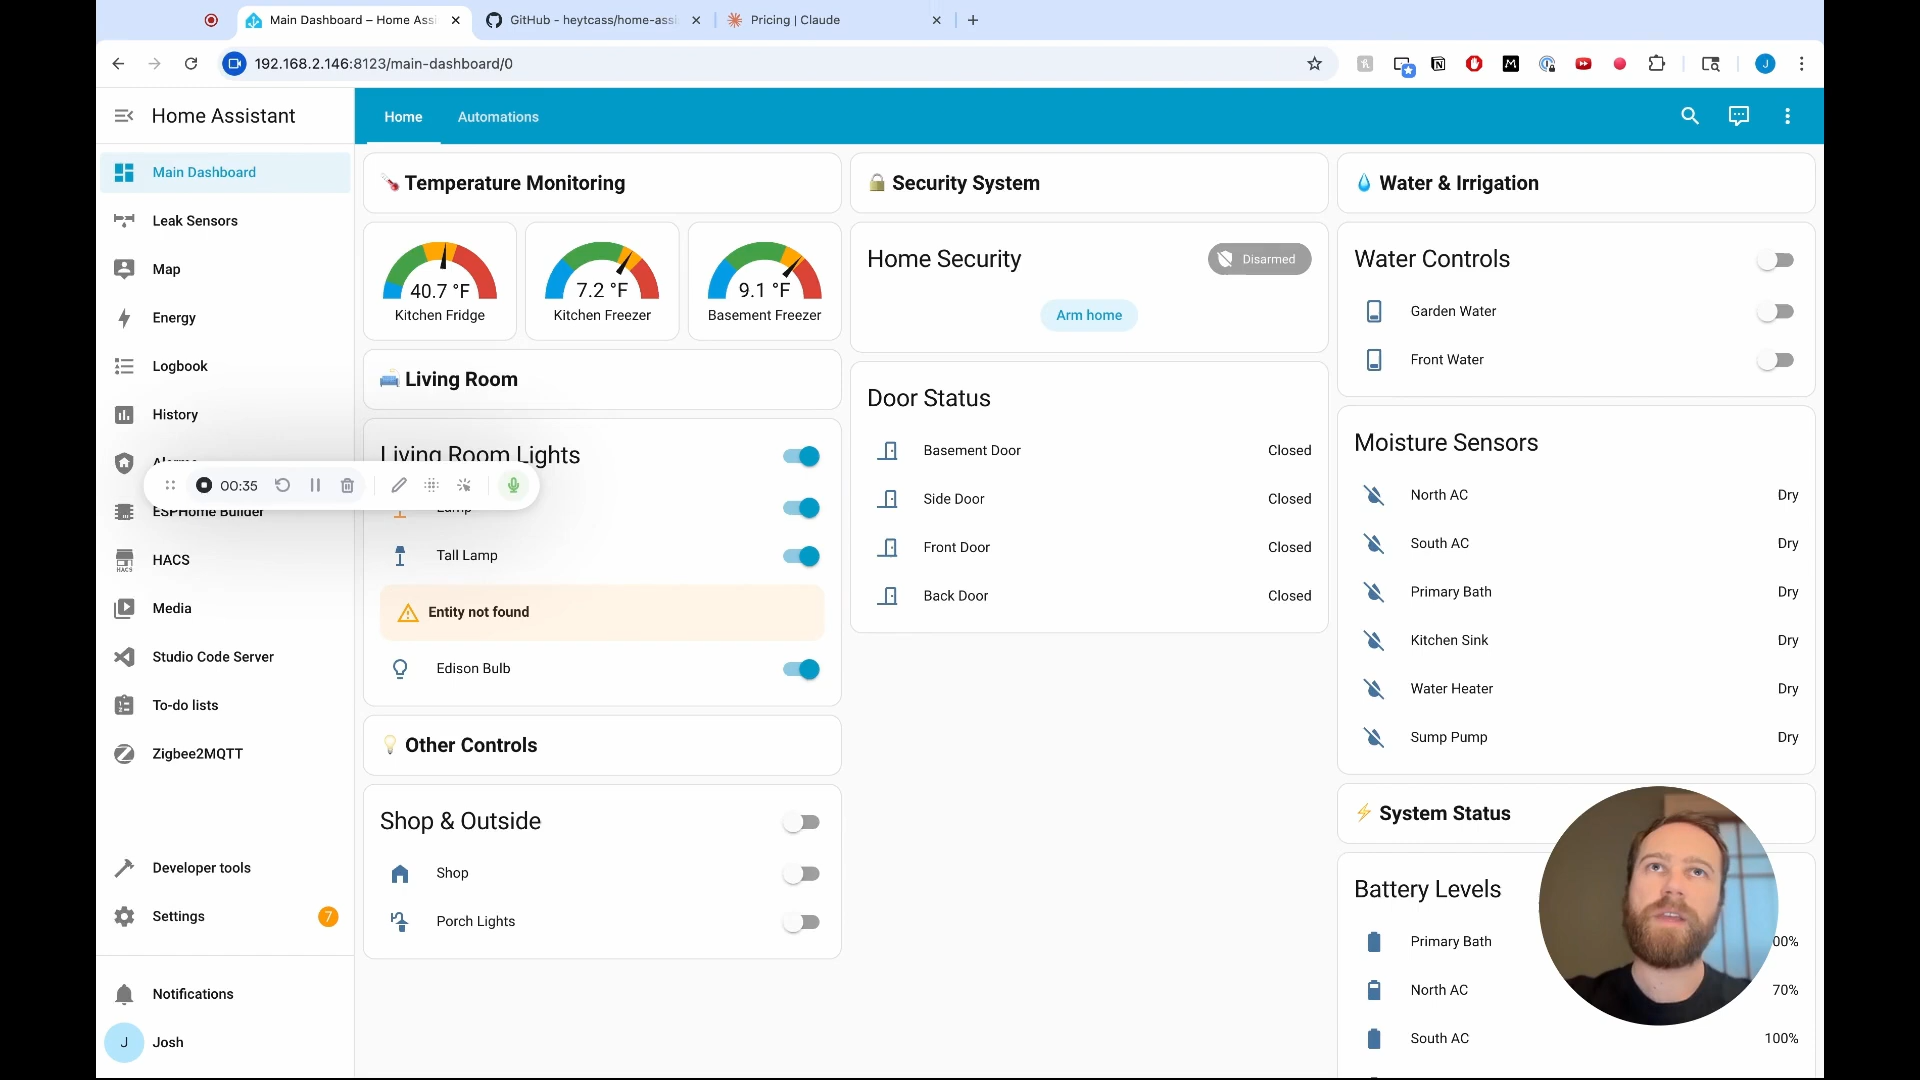 Main Dashboard – Home Assi
GitHub - heytcass/home-assi
Pricing | Claude
192.168.2.146:8123/main-dashboard/0
J
Home Assistant
Home
Automations
Main Dashboard
Leak Sensors
Map
Energy
Logbook
History
00:35
ESPHome Builder
HACS
HACS
Media
Studio Code Server
To-do lists
Zigbee2MQTT
Developer tools
Settings
7
Notifications
J
Josh
Temperature Monitoring
40.7 °F
Kitchen Fridge
7.2 °F
Kitchen Freezer
9.1 °F
Basement Freezer
Living Room
Living Room Lights
Lamp
Tall Lamp
Entity not found
Edison Bulb
Other Controls
Shop & Outside
Shop
Porch Lights
Security System
Home Security
Disarmed
Arm home
Door Status
Basement Door
Closed
Side Door
Closed
Front Door
Closed
Back Door
Closed
Water & Irrigation
Water Controls
Garden Water
Front Water
Moisture Sensors
North AC
Dry
South AC
Dry
Primary Bath
Dry
Kitchen Sink
Dry
Water Heater
Dry
Sump Pump
Dry
System Status
Battery Levels
Primary Bath
00%
North AC
70%
South AC
100%